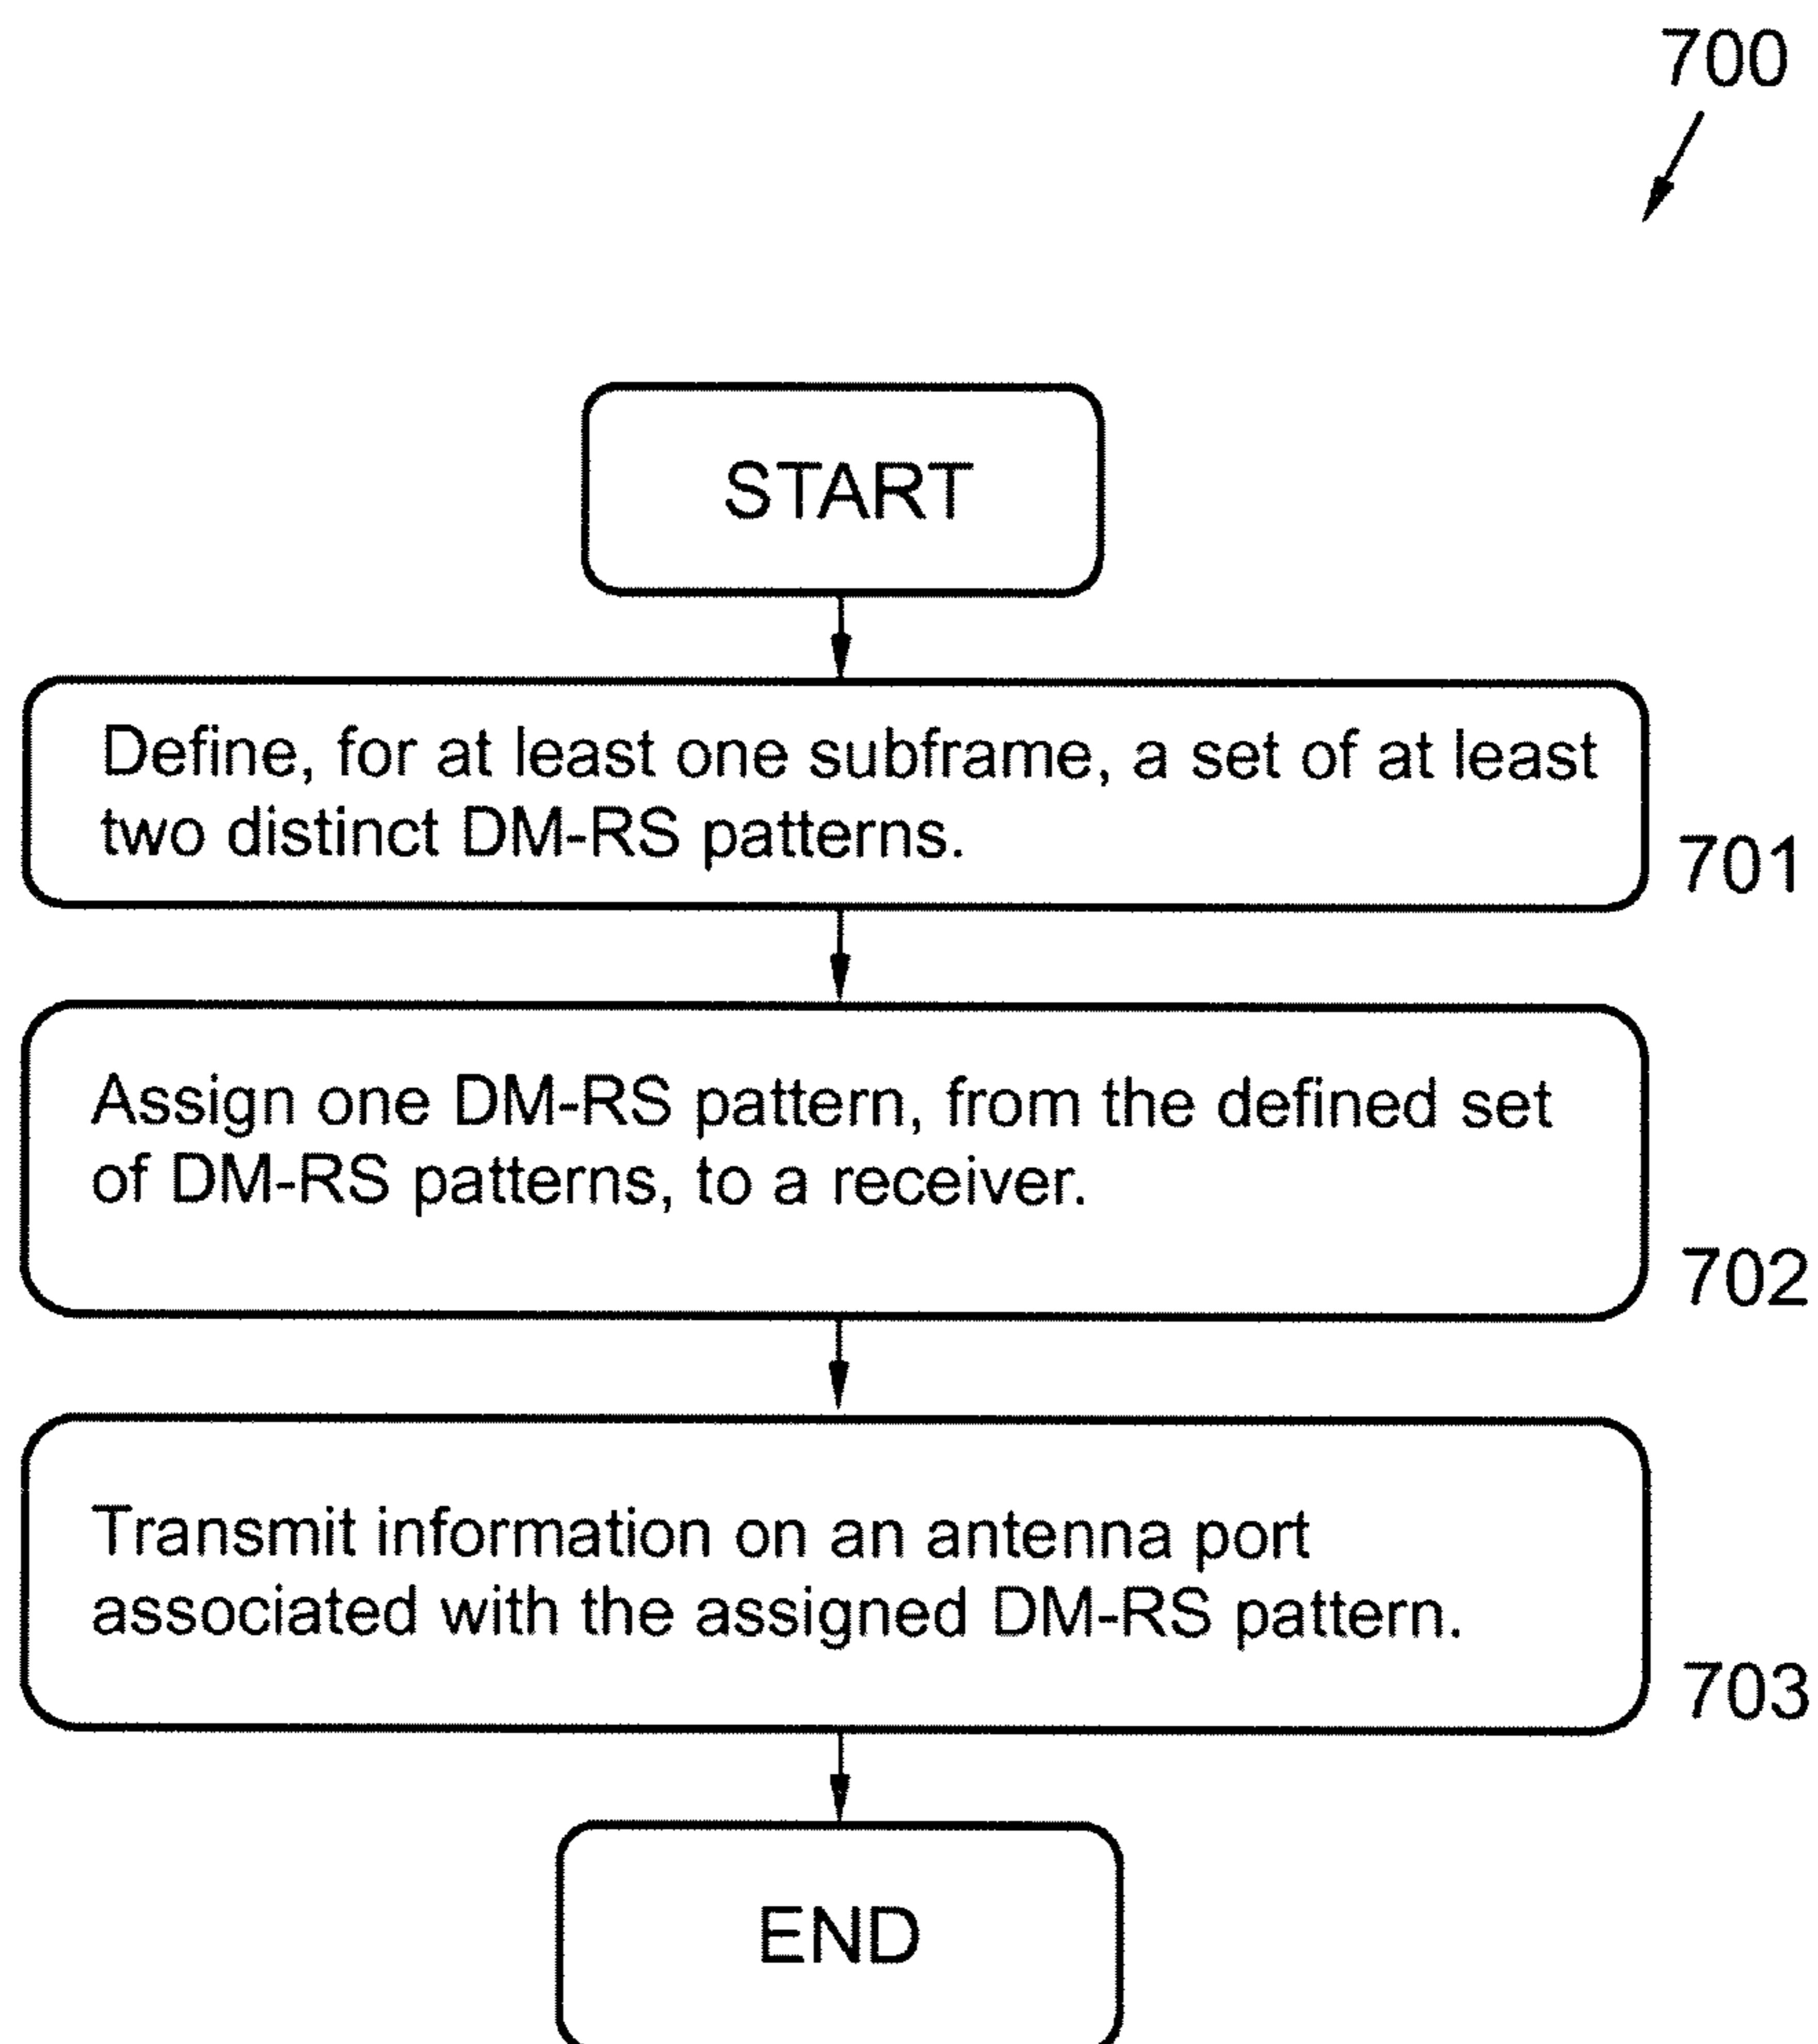 700
START
Define, for at least one subframe, a set of at least
two distinct DM-RS patterns.
701
Assign one DM-RS pattern, from the defined set
of DM-RS patterns, to a receiver.
702
Transmit information on an antenna port
associated with the assigned DM-RS pattern.
703
END